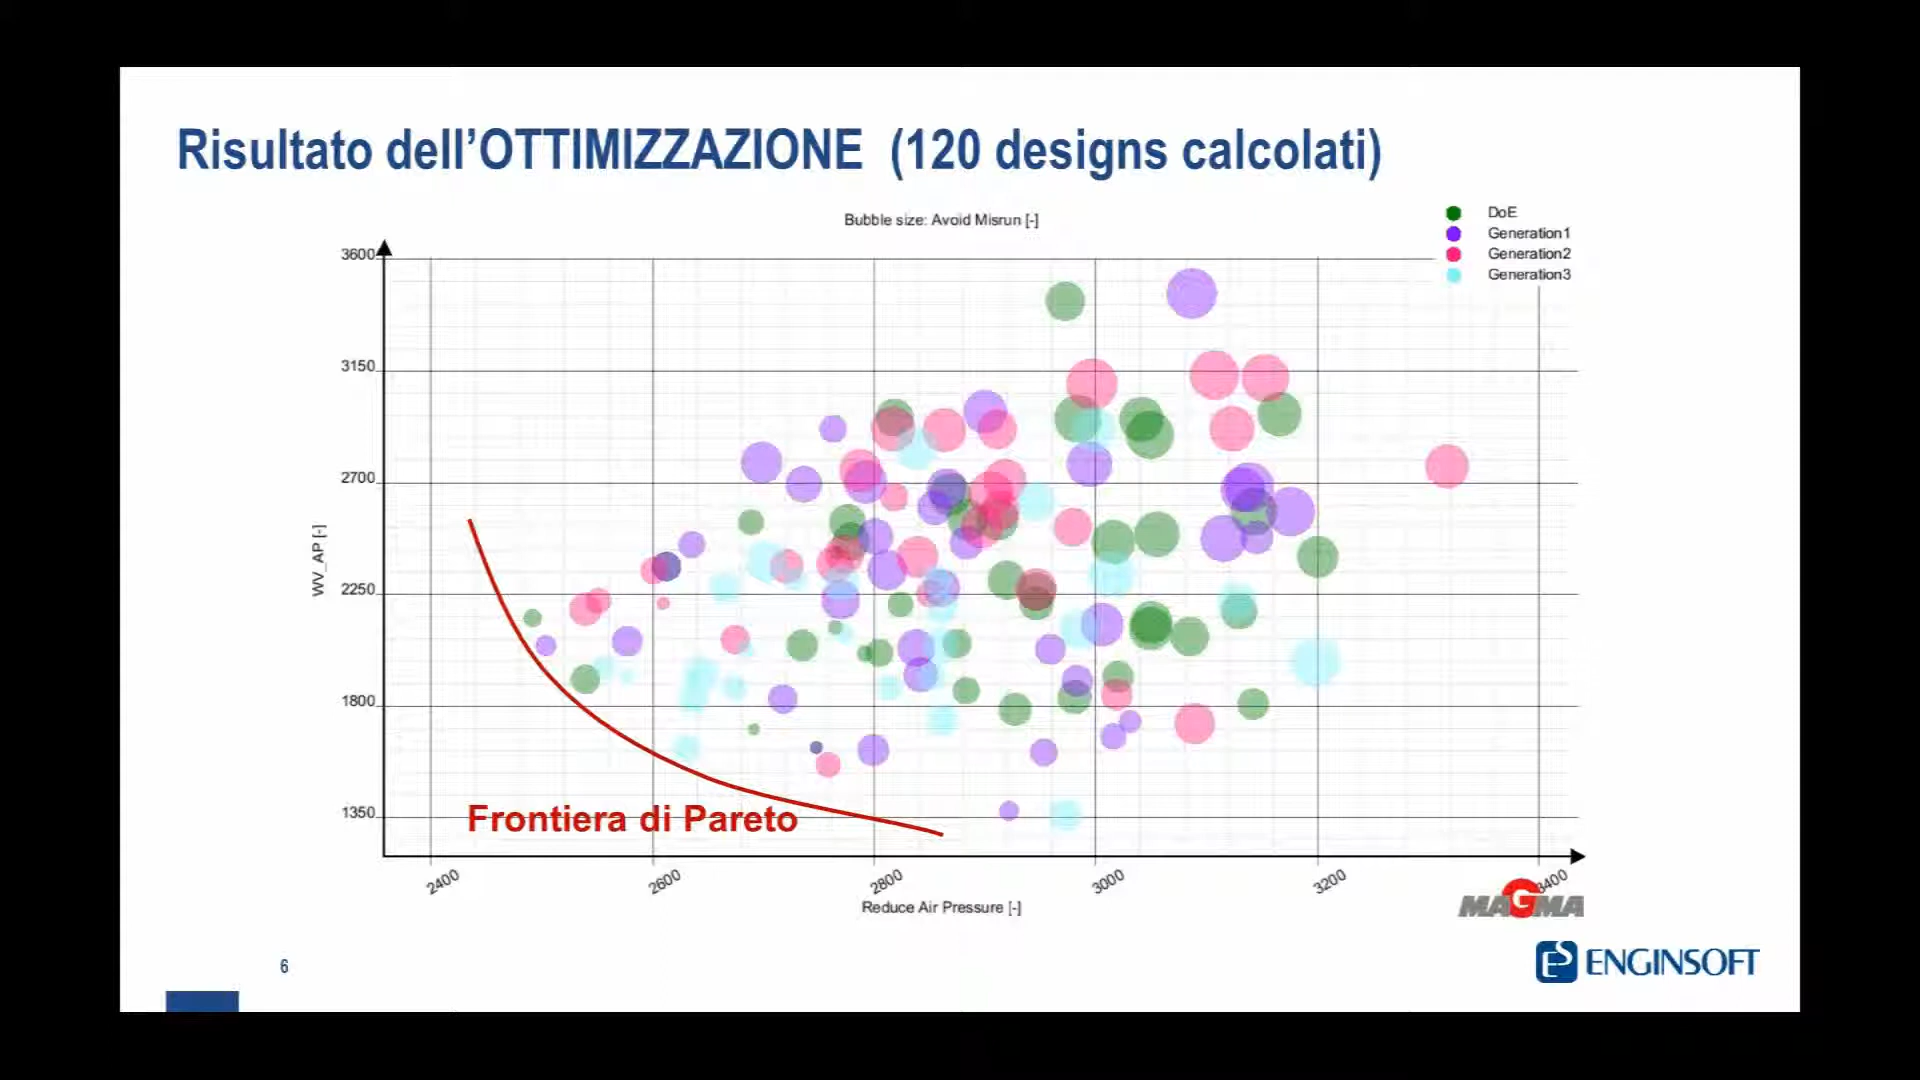 Risultato dell’OTTIMIZZAZIONE (120 designs calcolati)
Bubble size: Avoid Misrun [-]
DoE
Generation1
Generation2
Generation3
3600
3150
2700
2250
1800
1350
WV_AP [-]
Frontiera di Pareto
2400
2600
2800
3000
3200
3400
Reduce Air Pressure [-]
MAGMA
6
ES ENGINSOFT